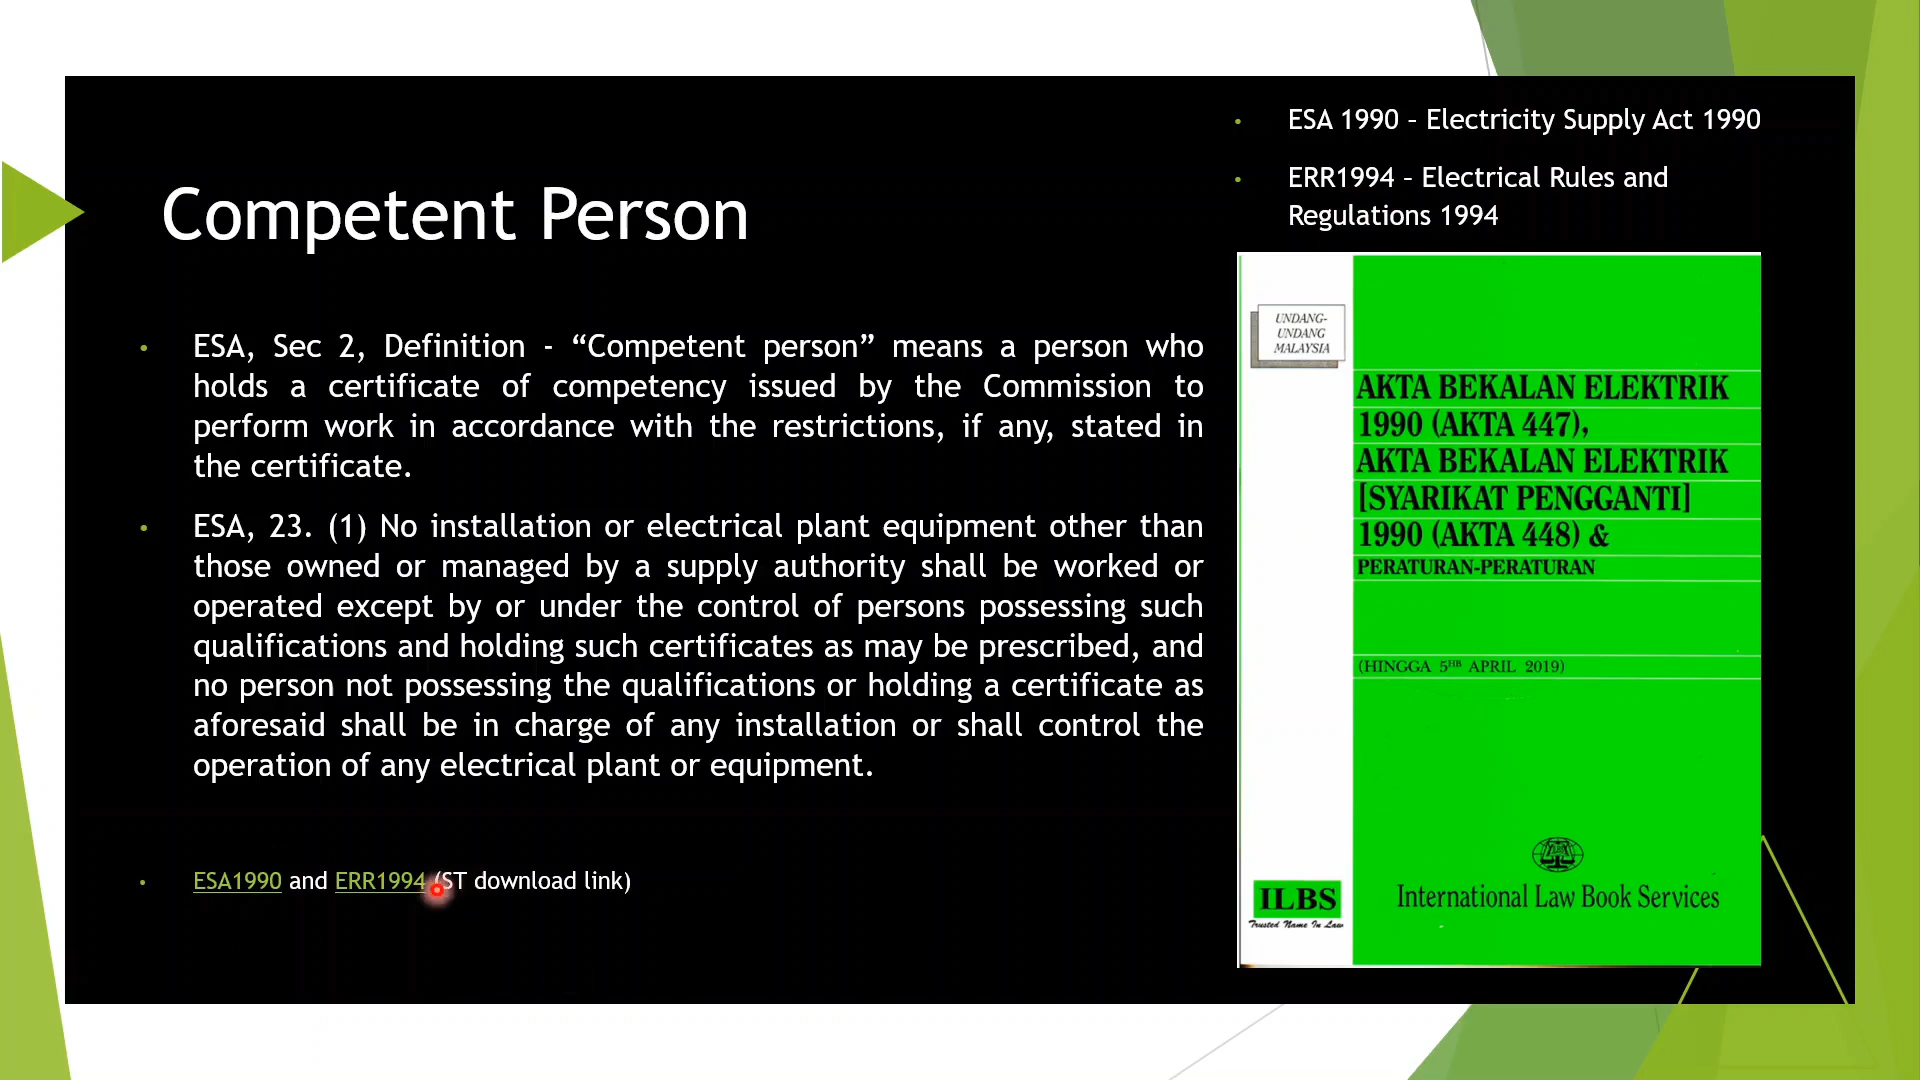 Competent Person
ESA, Sec 2, Definition - “Competent person” means a person who
holds a certificate of competency issued by the Commission to
perform work in accordance with the restrictions, if any, stated in
the certificate.
ESA, 23. (1) No installation or electrical plant equipment other than
those owned or managed by a supply authority shall be worked or
operated except by or under the control of persons possessing such
qualifications and holding such certificates as may be prescribed, and
no person not possessing the qualifications or holding a certificate as
aforesaid shall be in charge of any installation or shall control the
operation of any electrical plant or equipment.
ESA1990 and ERR1994 (ST download link)
ESA 1990 – Electricity Supply Act 1990
ERR1994 – Electrical Rules and
Regulations 1994
UNDANG-
UNDANG
MALAYSIA
AKTA BEKALAN ELEKTRIK
1990 (AKTA 447),
AKTA BEKALAN ELEKTRIK
[SYARIKAT PENGGANTI]
1990 (AKTA 448) &
PERATURAN-PERATURAN
(HINGGA 5HB APRIL 2019)
International Law Book Services
ILBS
Trusted Name In Law